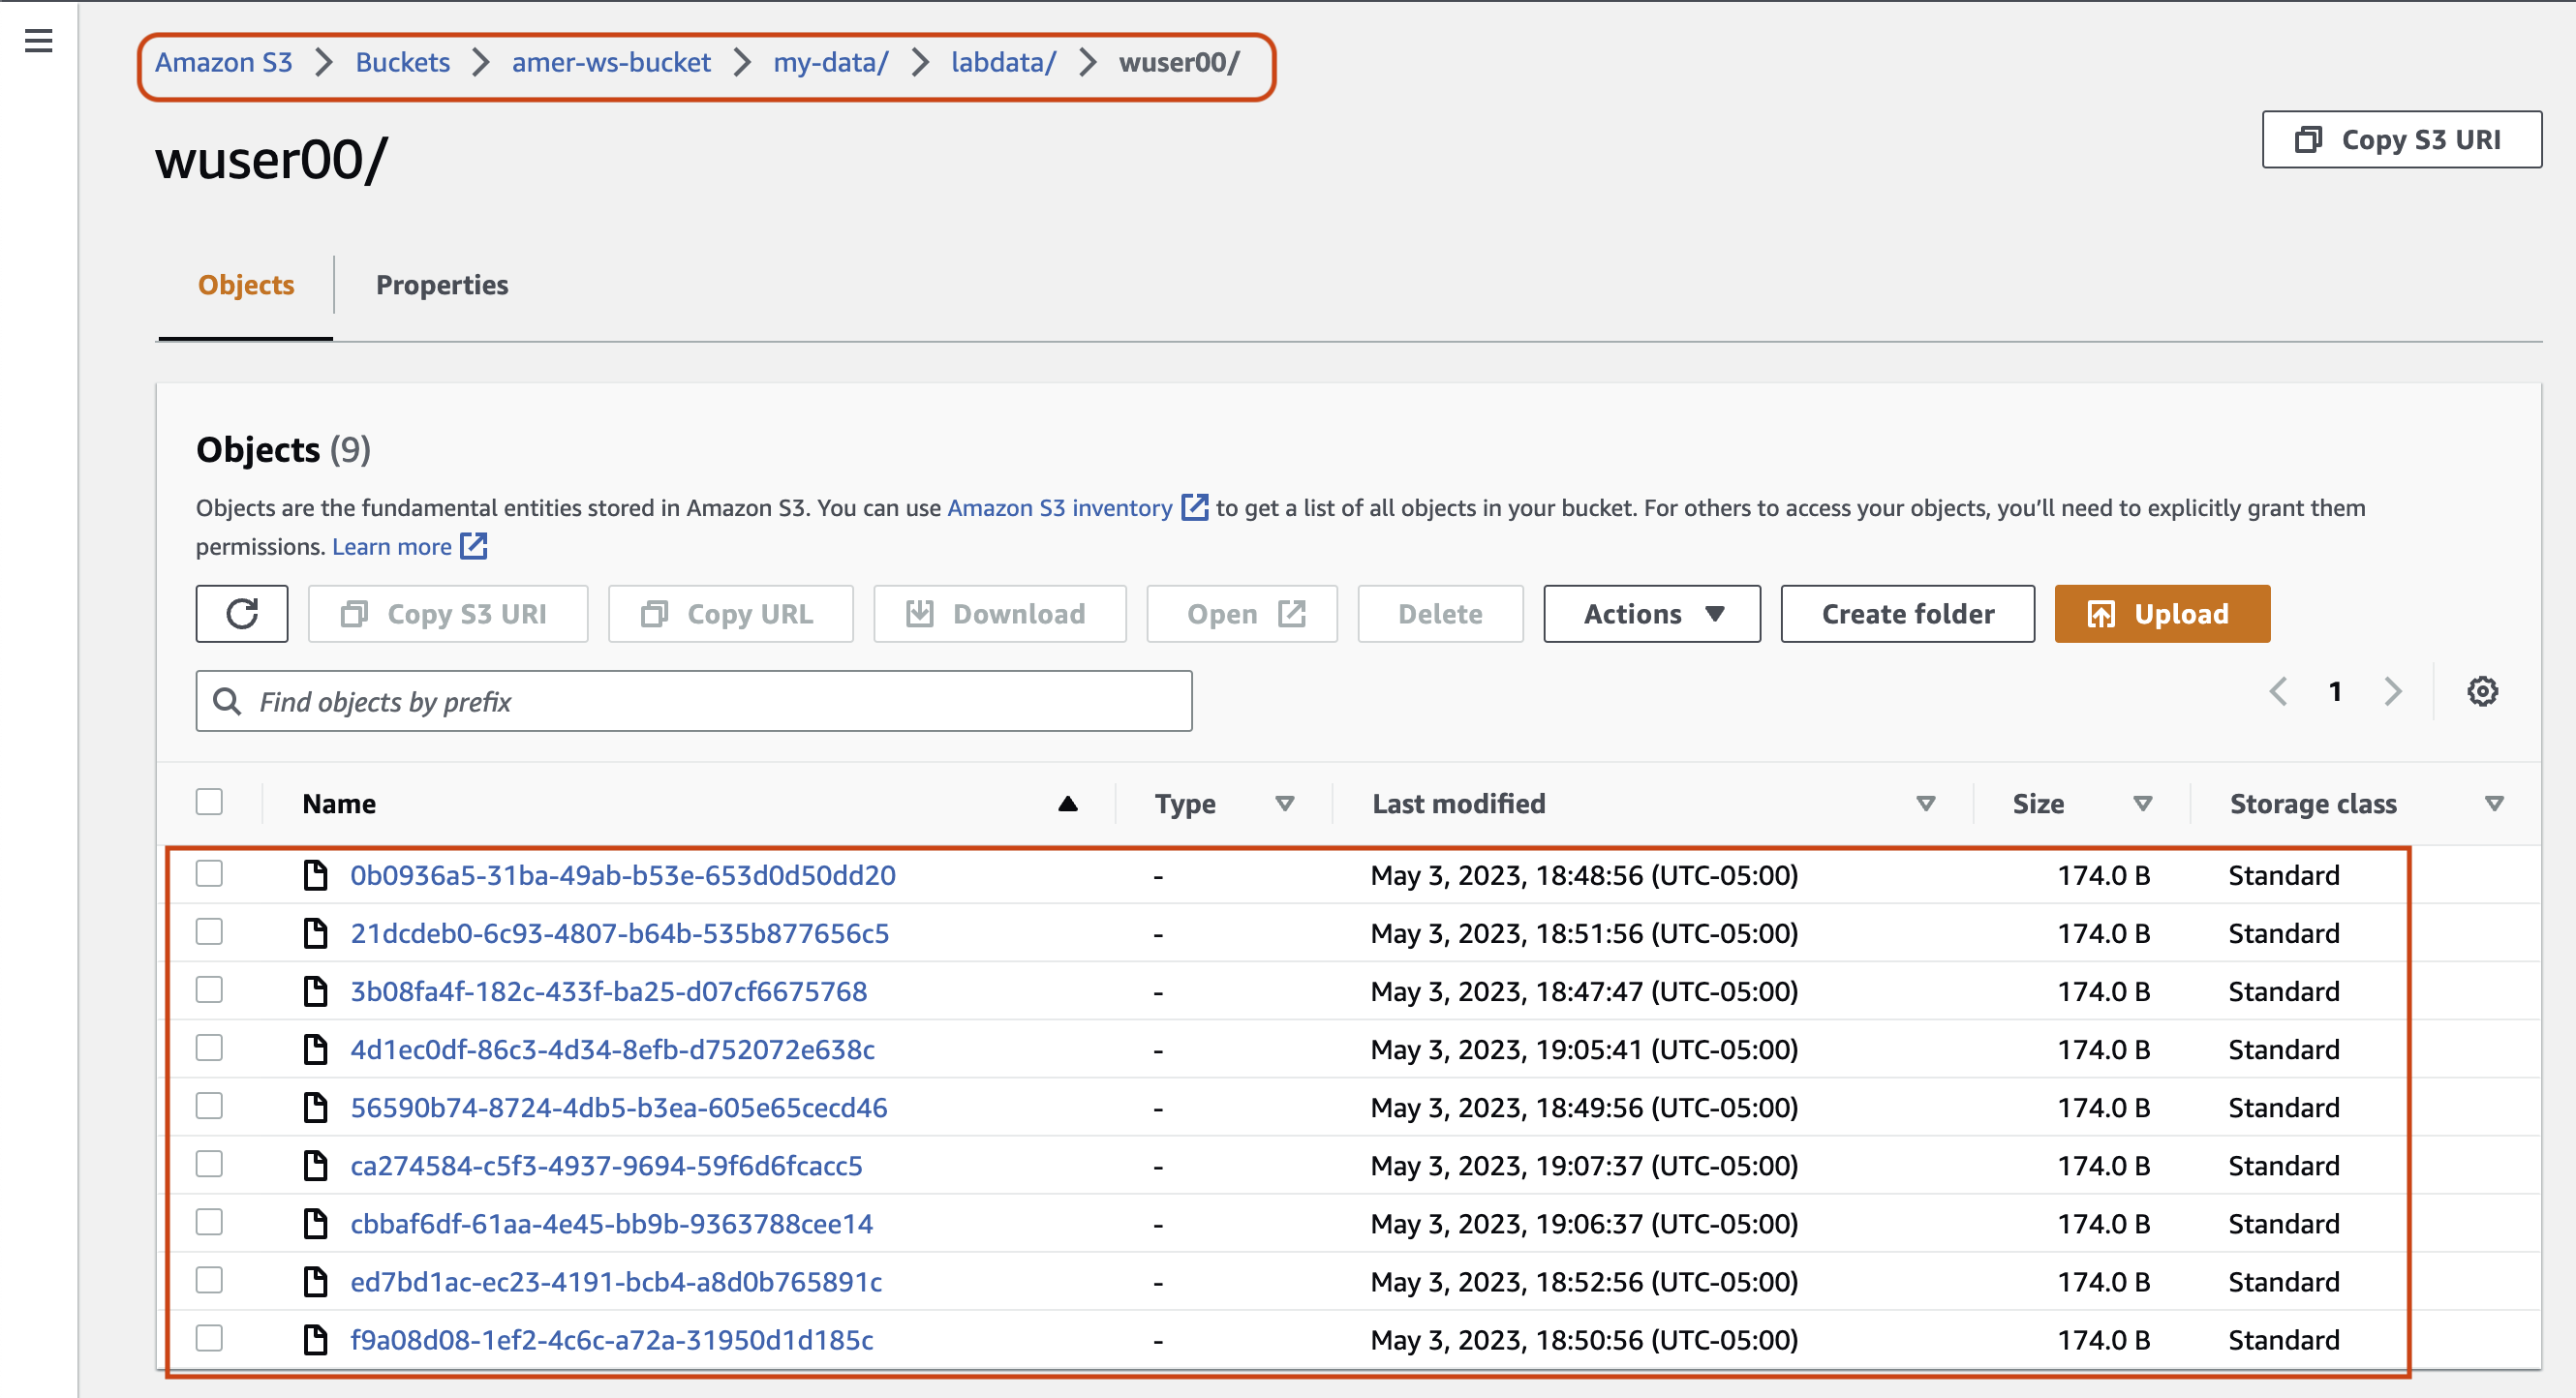 Amazon S3 > Buckets > amer-ws-bucket > my-data/ > labdata/ > wuser00/
wuser00/
Copy S3 URI
Objects Properties
Objects (9)
Objects are the fundamental entities stored in Amazon S3. You can use Amazon S3 inventory to get a list of all objects in your bucket. For others to access your objects, you’ll need to explicitly grant them
permissions. Learn more
Copy S3 URI Copy URL Download Open Delete Actions Create folder Upload
Find objects by prefix
1
Name Type Last modified Size Storage class
0b0936a5-31ba-49ab-b53e-653d0d50dd20 - May 3, 2023, 18:48:56 (UTC-05:00) 174.0 B Standard
21dcdeb0-6c93-4807-b64b-535b877656c5 - May 3, 2023, 18:51:56 (UTC-05:00) 174.0 B Standard
3b08fa4f-182c-433f-ba25-d07cf6675768 - May 3, 2023, 18:47:47 (UTC-05:00) 174.0 B Standard
4d1ec0df-86c3-4d34-8efb-d752072e638c - May 3, 2023, 19:05:41 (UTC-05:00) 174.0 B Standard
56590b74-8724-4db5-b3ea-605e65cecd46 - May 3, 2023, 18:49:56 (UTC-05:00) 174.0 B Standard
ca274584-c5f3-4937-9694-59f6d6fcacc5 - May 3, 2023, 19:07:37 (UTC-05:00) 174.0 B Standard
cbbaf6df-61aa-4e45-bb9b-9363788cee14 - May 3, 2023, 19:06:37 (UTC-05:00) 174.0 B Standard
ed7bd1ac-ec23-4191-bcb4-a8d0b765891c - May 3, 2023, 18:52:56 (UTC-05:00) 174.0 B Standard
f9a08d08-1ef2-4c6c-a72a-31950d1d185c - May 3, 2023, 18:50:56 (UTC-05:00) 174.0 B Standard